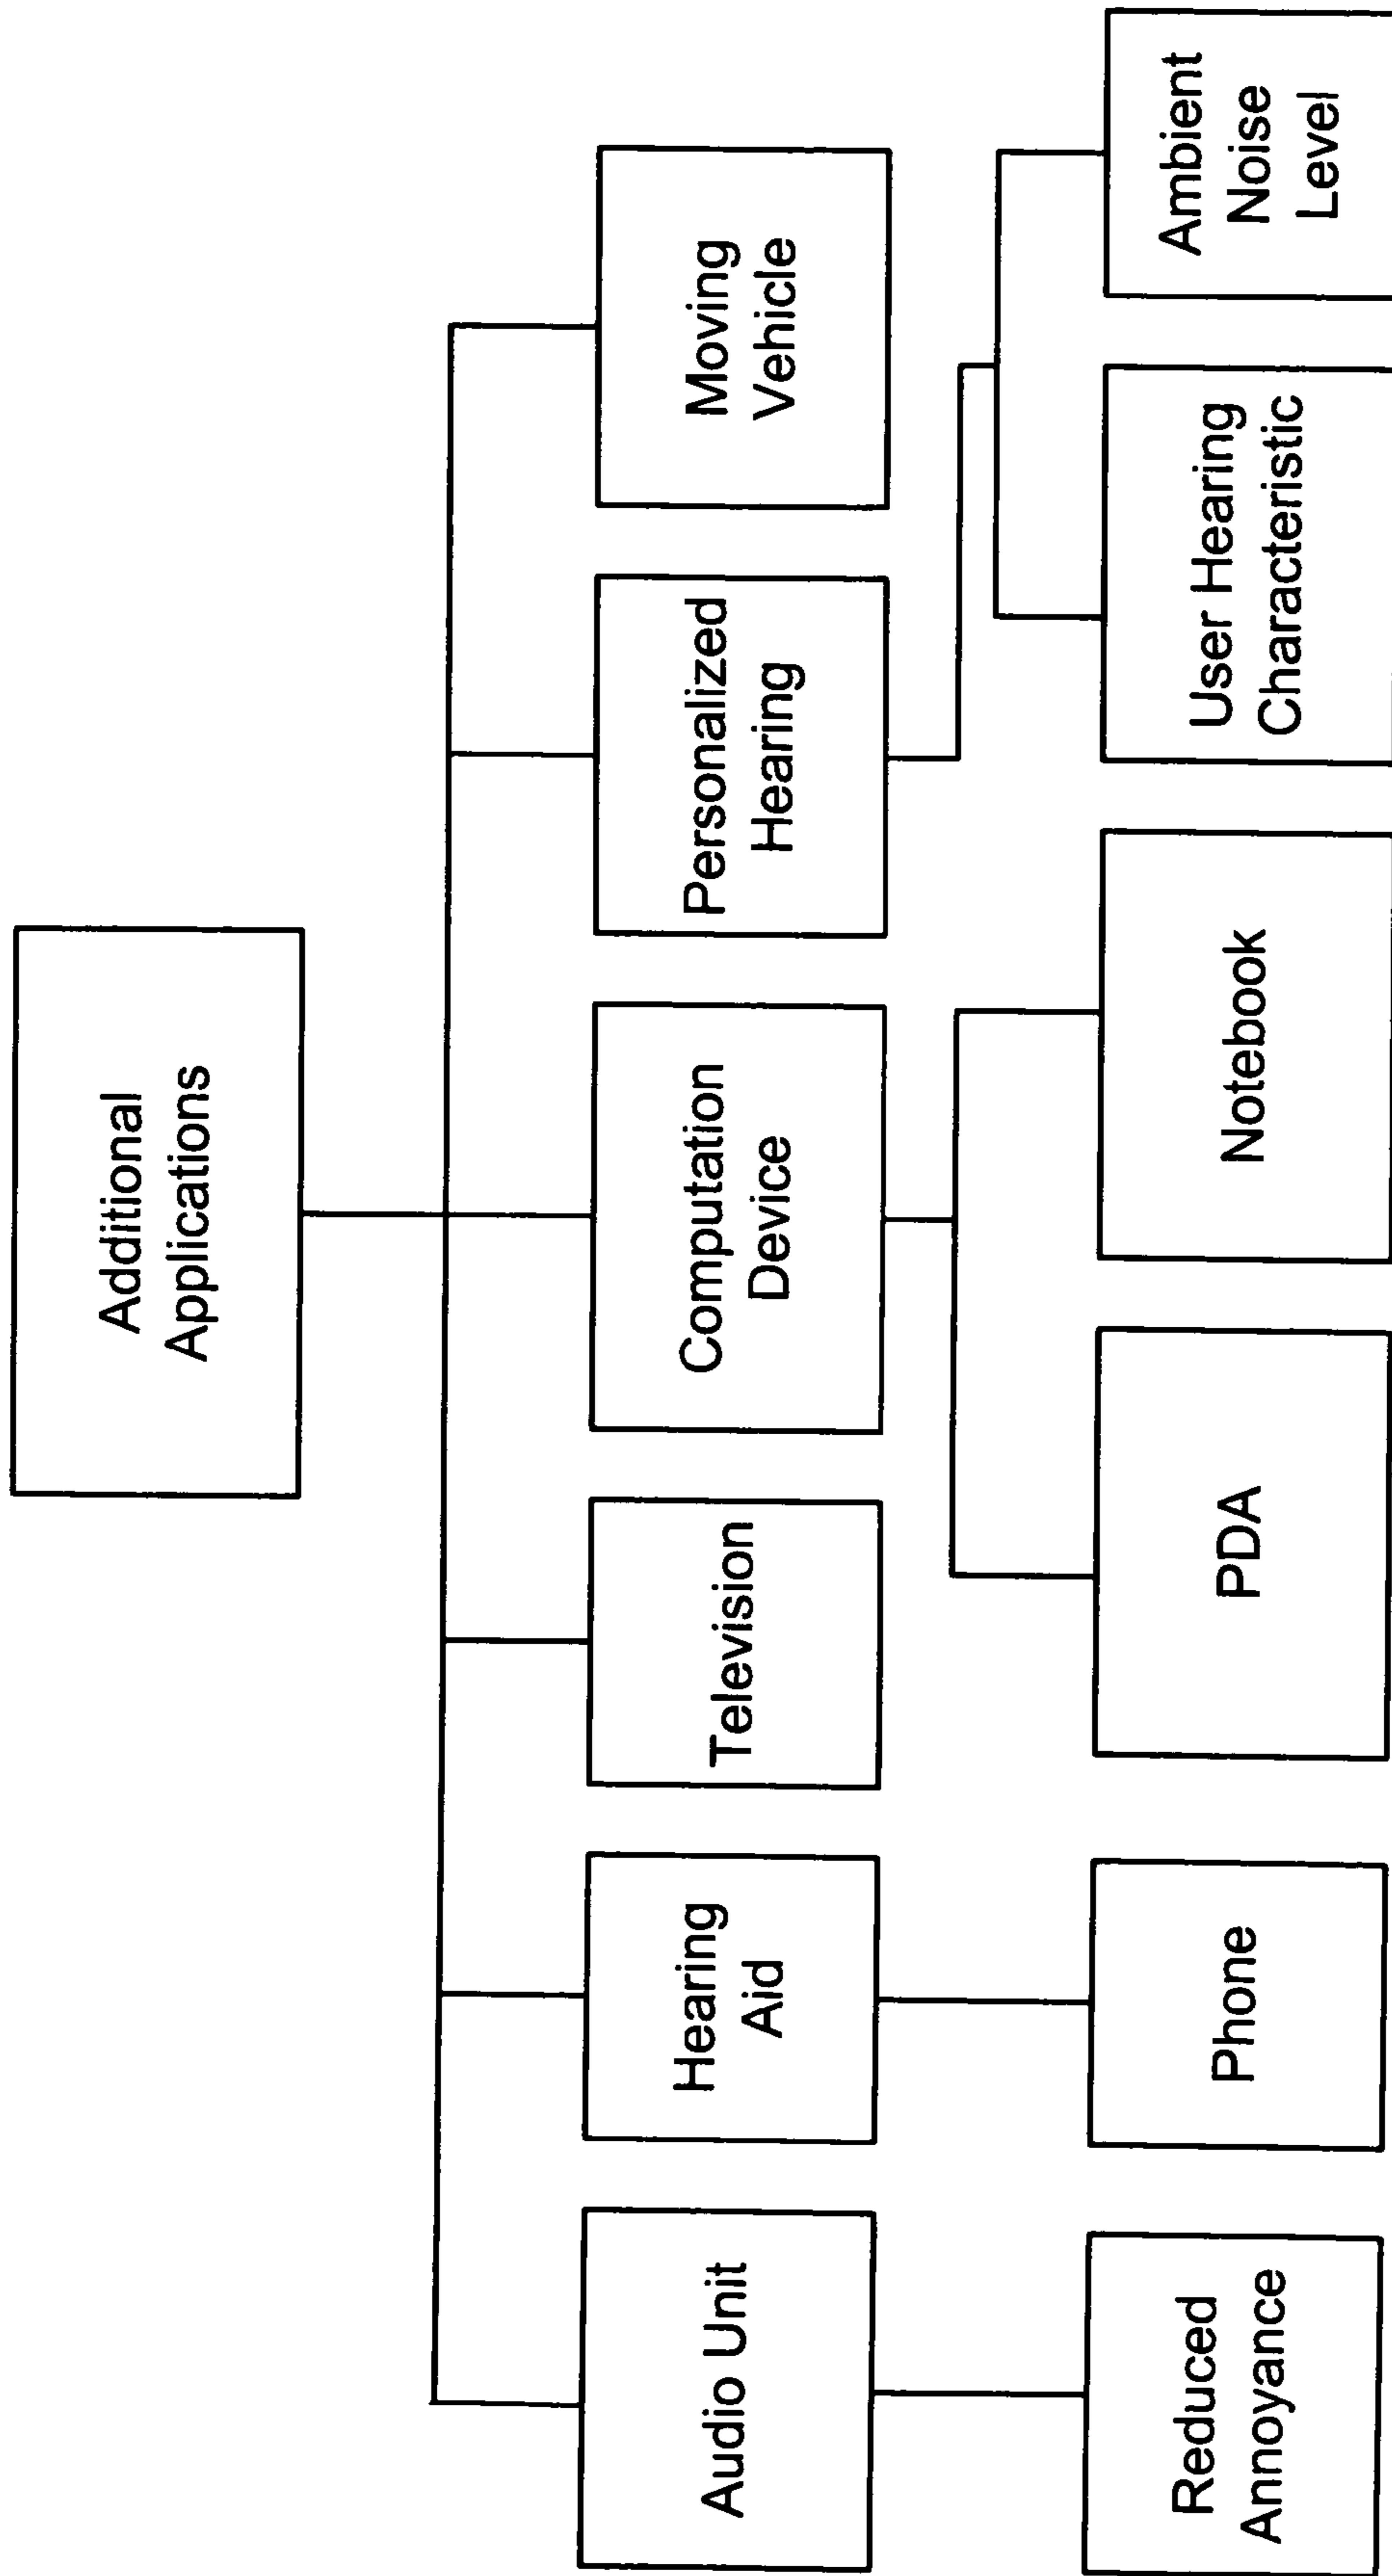 Additional
Applications
Audio Unit
Hearing
Aid
Television
Computation
Device
Personalized
Hearing
Moving
Vehicle
Reduced
Annoyance
Phone
PDA
Notebook
User Hearing
Characteristic
Ambient
Noise
Level